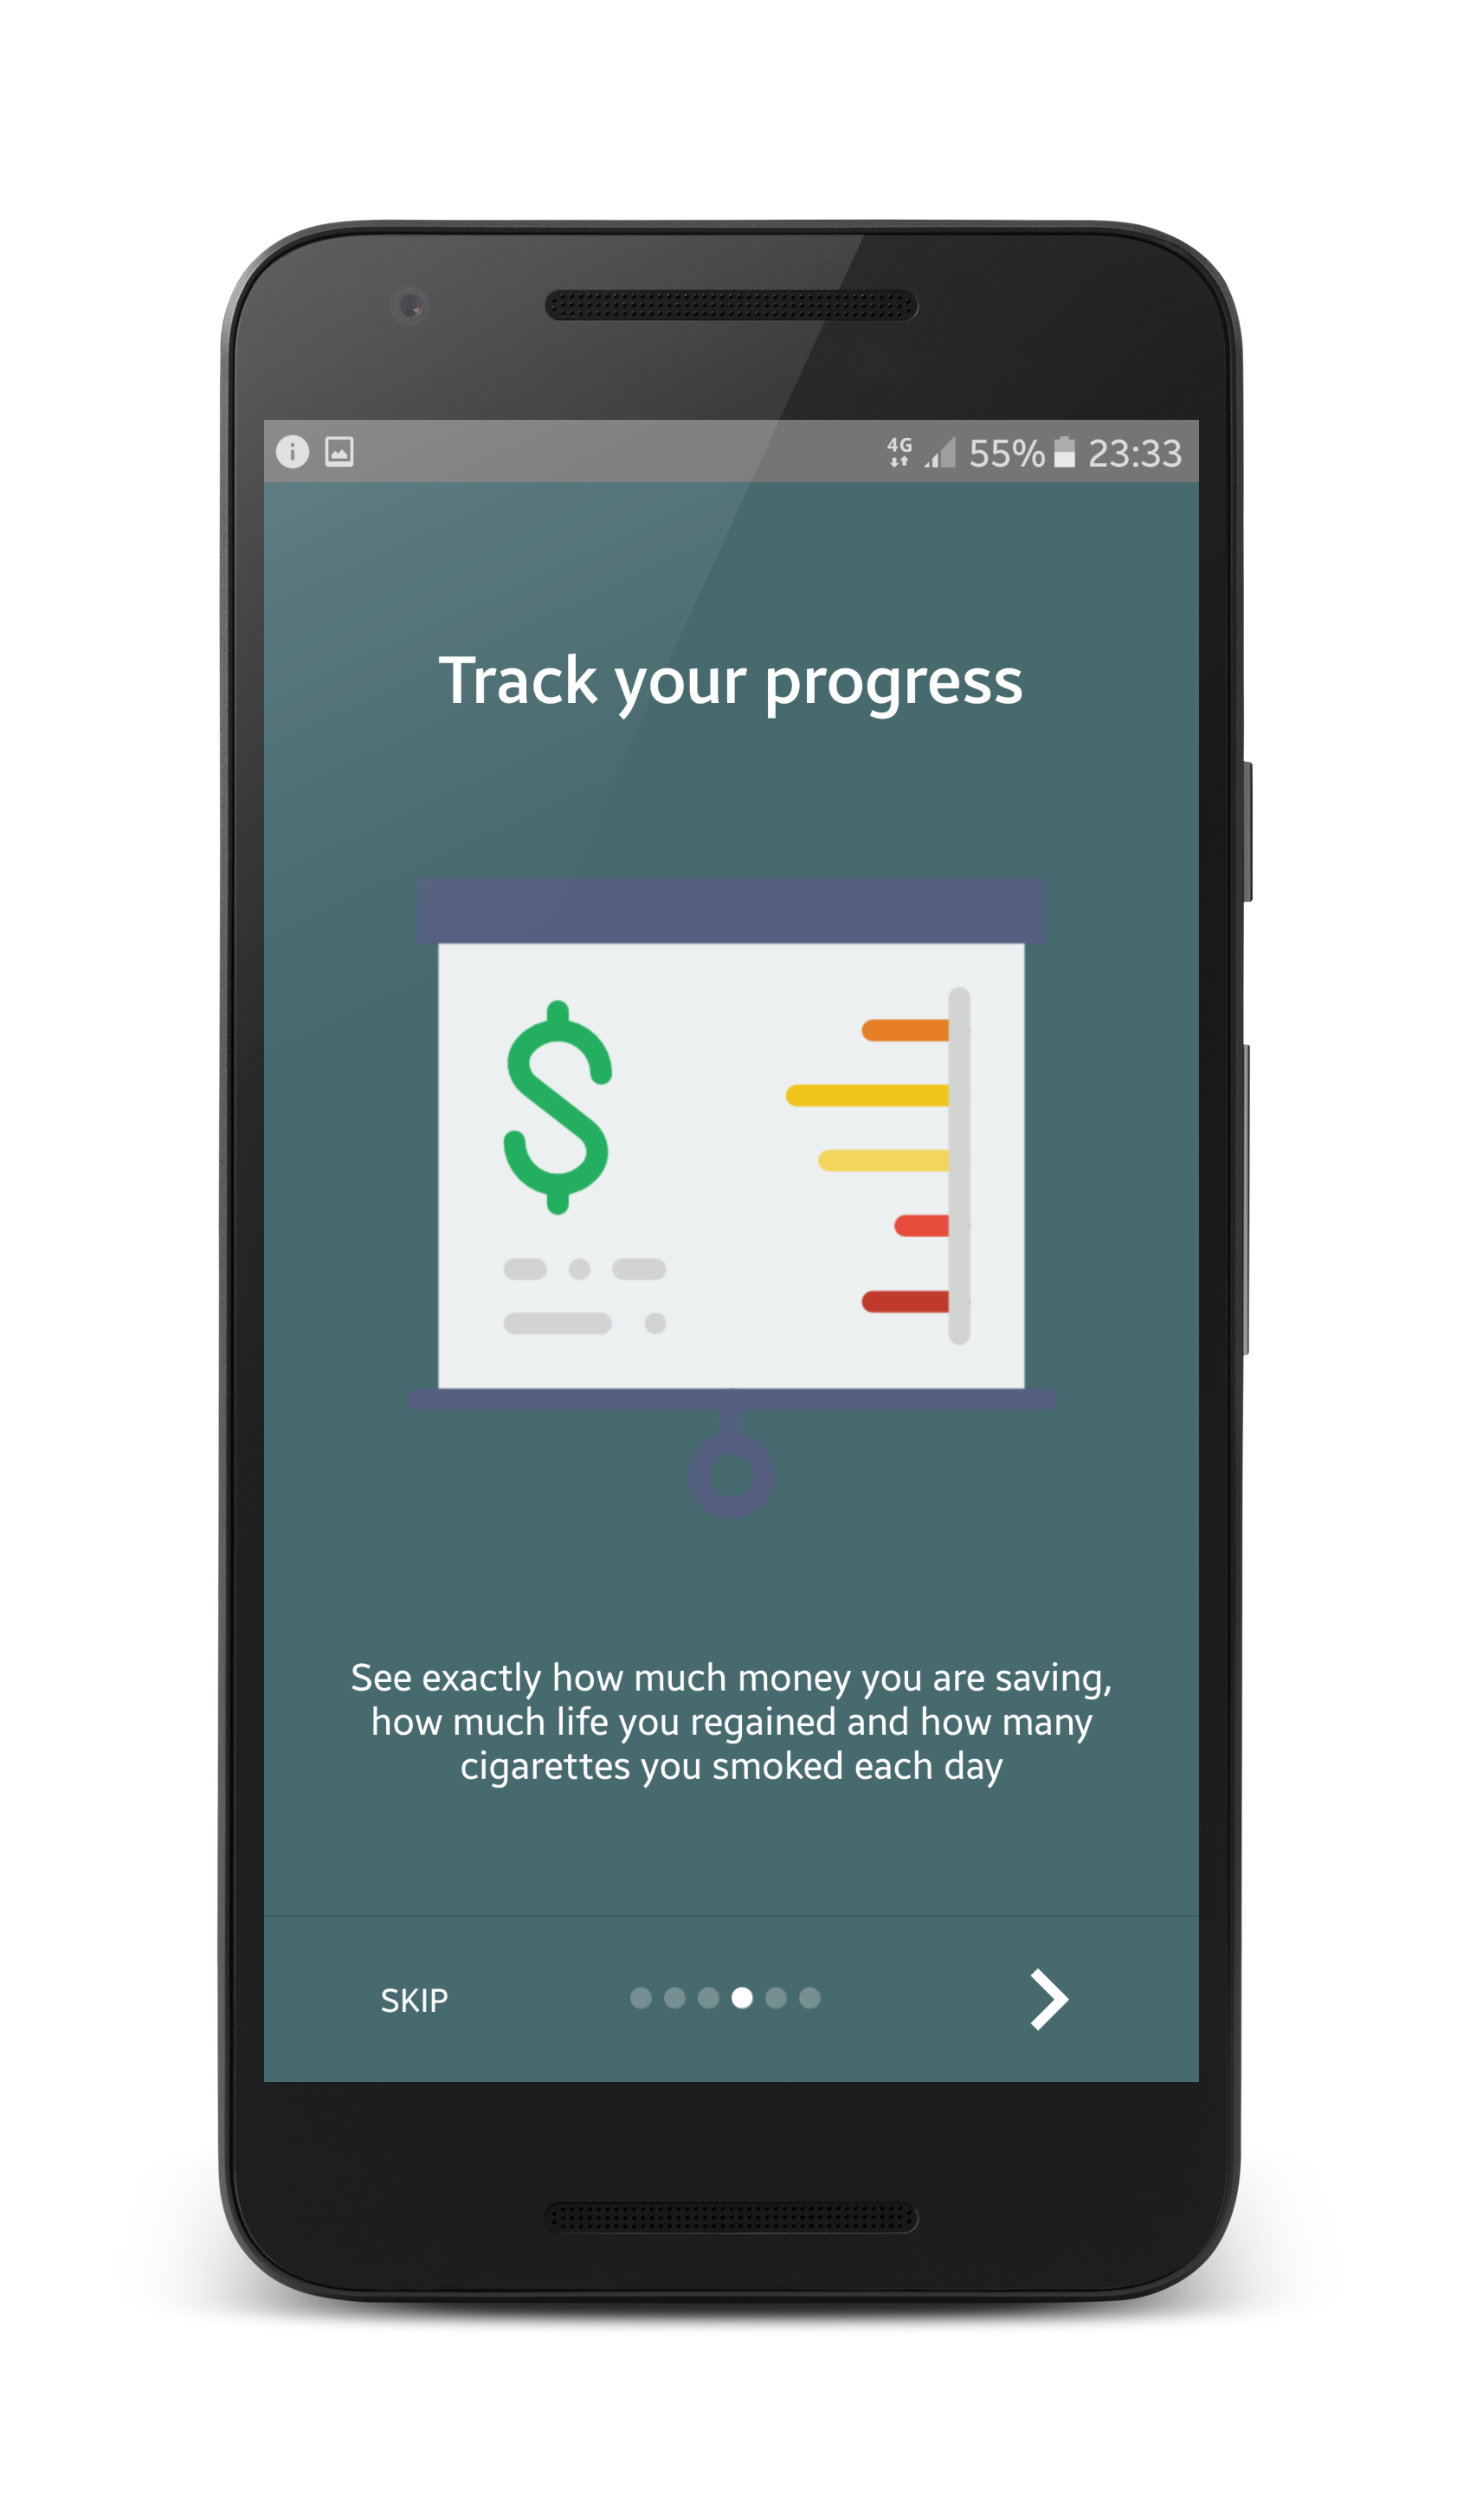 4G 55% 23:33
Track your progress
$
See exactly how much money you are saving,
how much life you regained and how many
cigarettes you smoked each day
SKIP